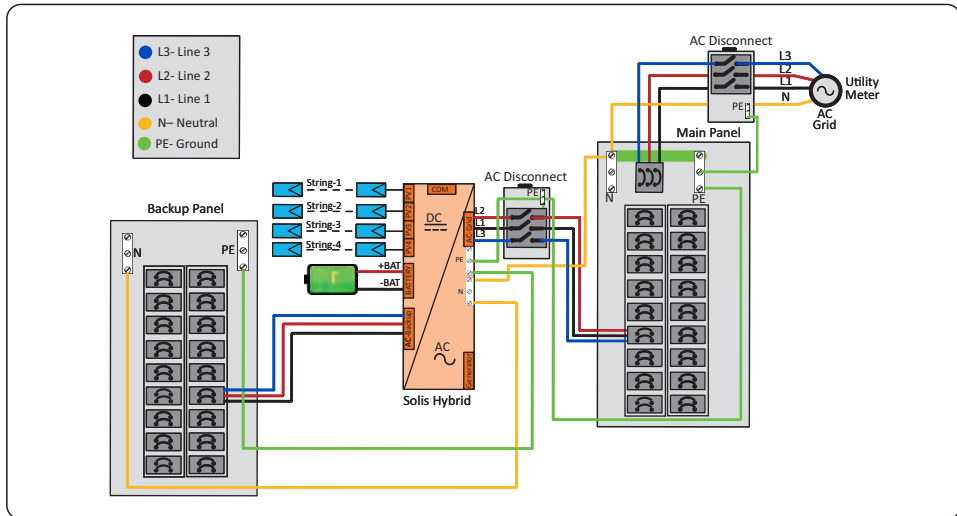 L3- Line 3
L2- Line 2
L1- Line 1
N– Neutral
PE- Ground
AC Disconnect
L3
L2
L1
N
PE
Utility
Meter
AC
Grid
Main Panel
N
PE
AC Disconnect
PE
String-1
String-2
String-3
String-4
PV1
PV2
PV3
PV4
COM
DC
AC-Grid
L2
L1
L3
PE
N
N
+BAT
-BAT
BATTERY
AC-Backup
AC
Generator
Solis Hybrid
Backup Panel
N
PE